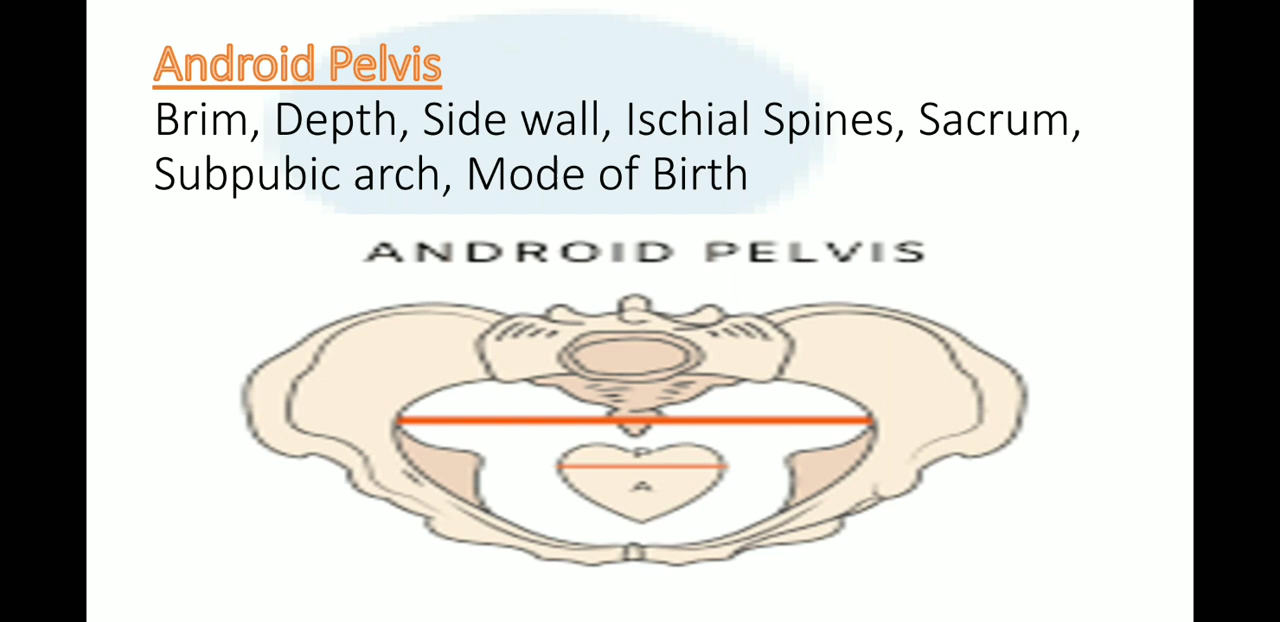 Android Pelvis
Brim, Depth, Side wall, Ischial Spines, Sacrum,
Subpubic arch, Mode of Birth
ANDROID PELVIS
P
A